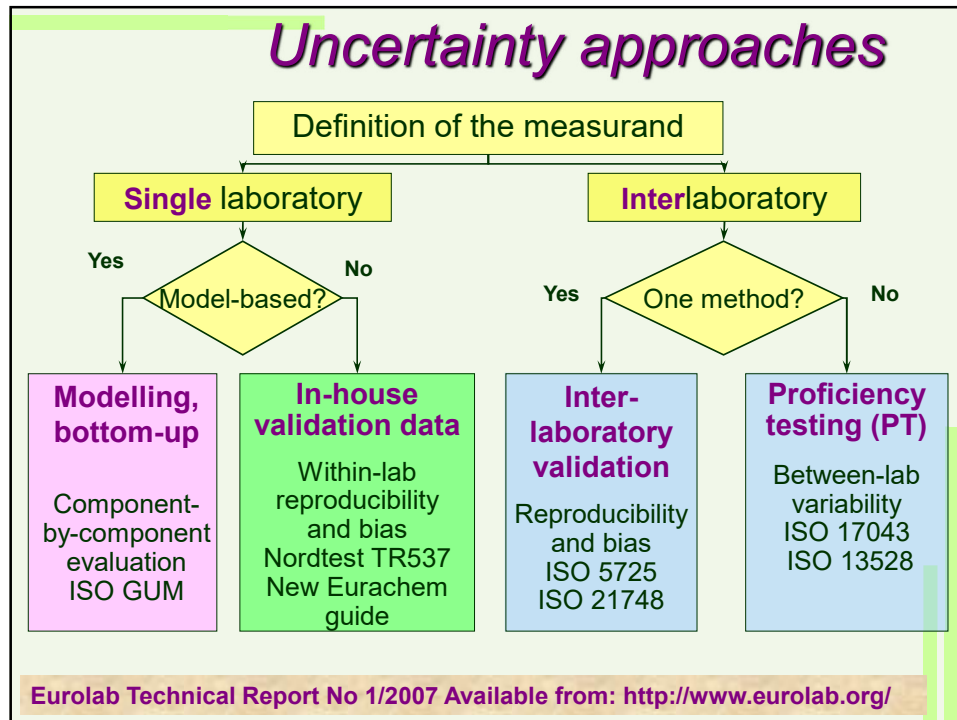 Uncertainty approaches
Definition of the measurand
Single laboratory
Interlaboratory
Yes
No
Model-based?
Yes
No
One method?
Modelling,
bottom-up
Component-
by-component
evaluation
ISO GUM
In-house
validation data
Within-lab
reproducibility
and bias
Nordtest TR537
New Eurachem
guide
Inter-
laboratory
validation
Reproducibility
and bias
ISO 5725
ISO 21748
Proficiency
testing (PT)
Between-lab
variability
ISO 17043
ISO 13528
Eurolab Technical Report No 1/2007 Available from: http://www.eurolab.org/